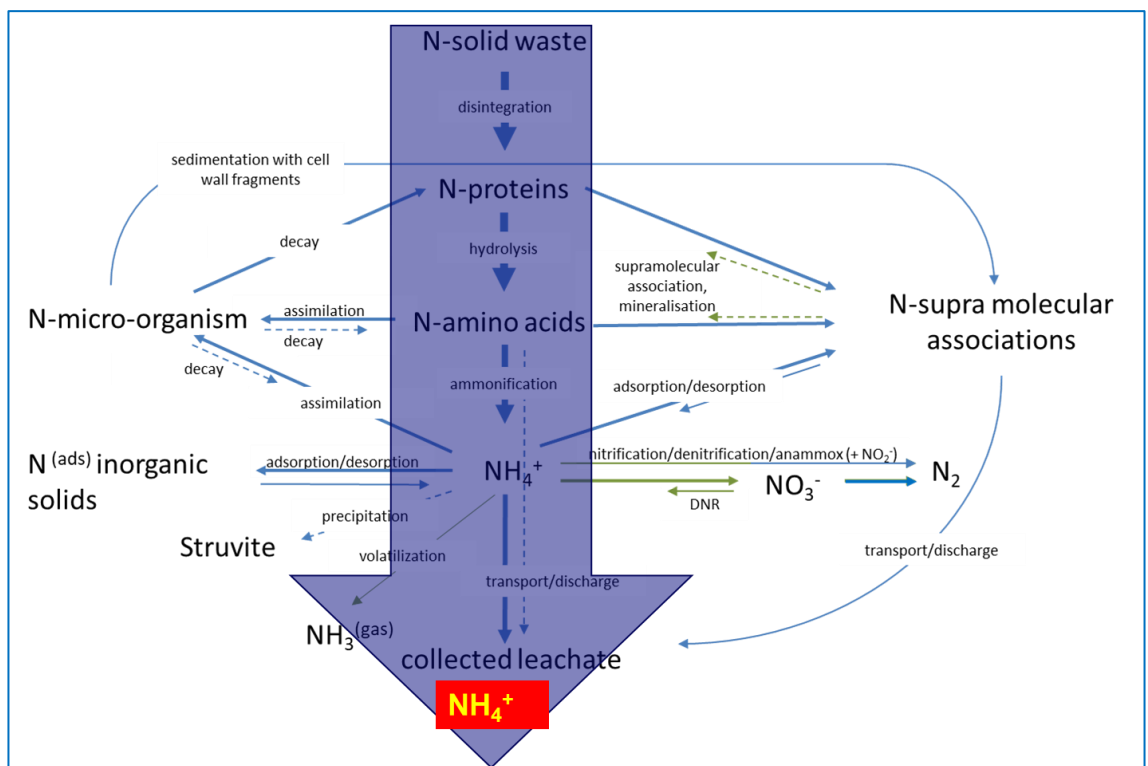 N-solid waste
disintegration
sedimentation with cell
wall fragments
N-proteins
decay
hydrolysis
supramolecular
association,
mineralisation
N-supra molecular
associations
N-micro-organism
assimilation
decay
N-amino acids
decay
ammonification
adsorption/desorption
assimilation
N (ads) inorganic
solids
adsorption/desorption
NH₄⁺
nitrification/denitrification/anammox (+ NO₂⁻)
NO₃⁻
N₂
DNR
precipitation
Struvite
volatilization
transport/discharge
transport/discharge
NH₃(gas)
collected leachate
NH₄⁺